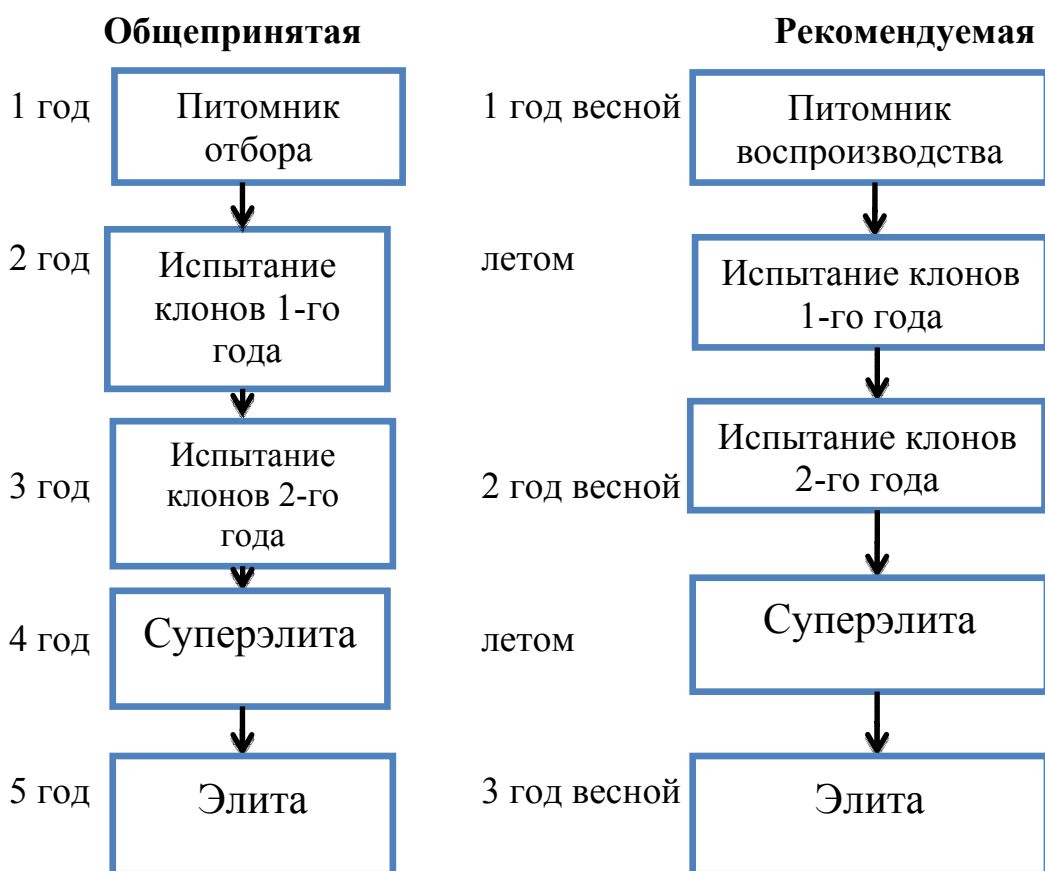 Общепринятая
1 год
Питомник
отбора
2 год
Испытание
клонов 1-го
года
3 год
Испытание
клонов 2-го
года
4 год
Суперэлита
5 год
Элита
Рекомендуемая
1 год весной
Питомник
воспроизводства
летом
Испытание клонов
1-го года
2 год весной
Испытание клонов
2-го года
летом
Суперэлита
3 год весной
Элита